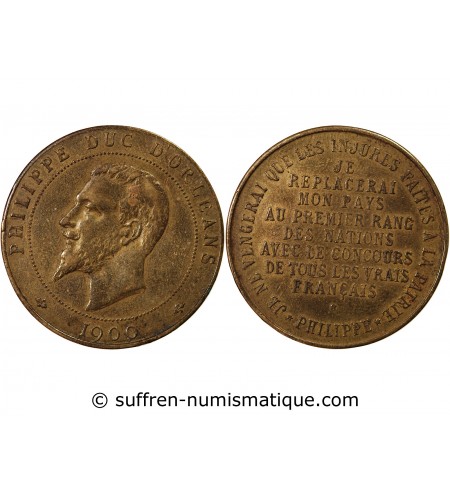 PHILIPPE DUC D'ORLEANS
1900
JE NE VENGERAI QUE LES INJURES FAITES A LA PATRIE
PHILIPPE
JE
REPLACERAI
MON PAYS
AU PREMIER RANG
DES NATIONS
AVEC LE CONCOURS
DE TOUS LES VRAIS
FRANÇAIS
© suffren-numismatique.com